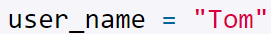 user_name = "Tom"